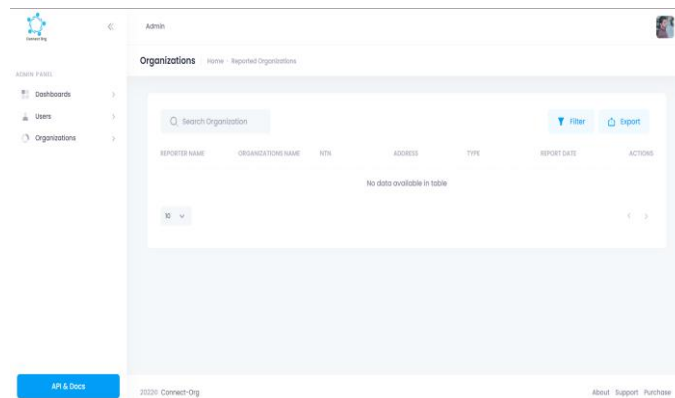 Connect Org
Admin
Organizations Home - Reported Organizations
ADMIN PANEL
Dashboards
Users
Organizations
Search Organization
Filter
Export
REPORTER NAME ORGANIZATIONS NAME NTN ADDRESS TYPE REPORT DATE ACTIONS
No data available in table
10
API & Docs
Connect-Org
About Support Purchase